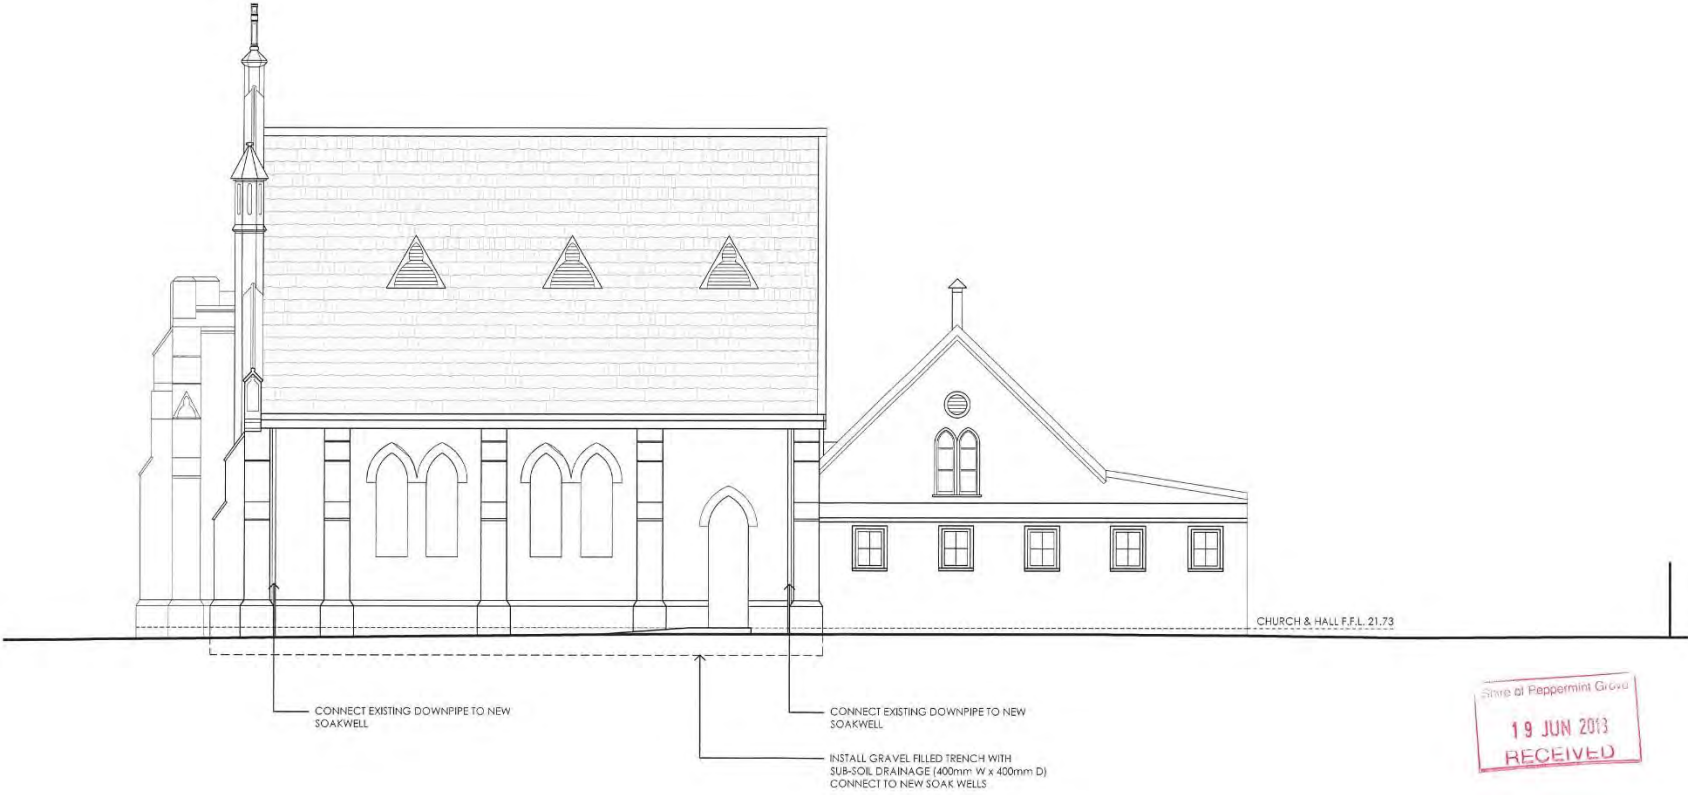 CHURCH & HALL F.F.L. 21.73
CONNECT EXISTING DOWNPIPE TO NEW
SOAKWELL
CONNECT EXISTING DOWNPIPE TO NEW
SOAKWELL
INSTALL GRAVEL FILLED TRENCH WITH
SUB-SOIL DRAINAGE (400mm W x 400mm D)
CONNECT TO NEW SOAK WELLS
Shire of Peppermint Grove
19 JUN 2013
RECEIVED